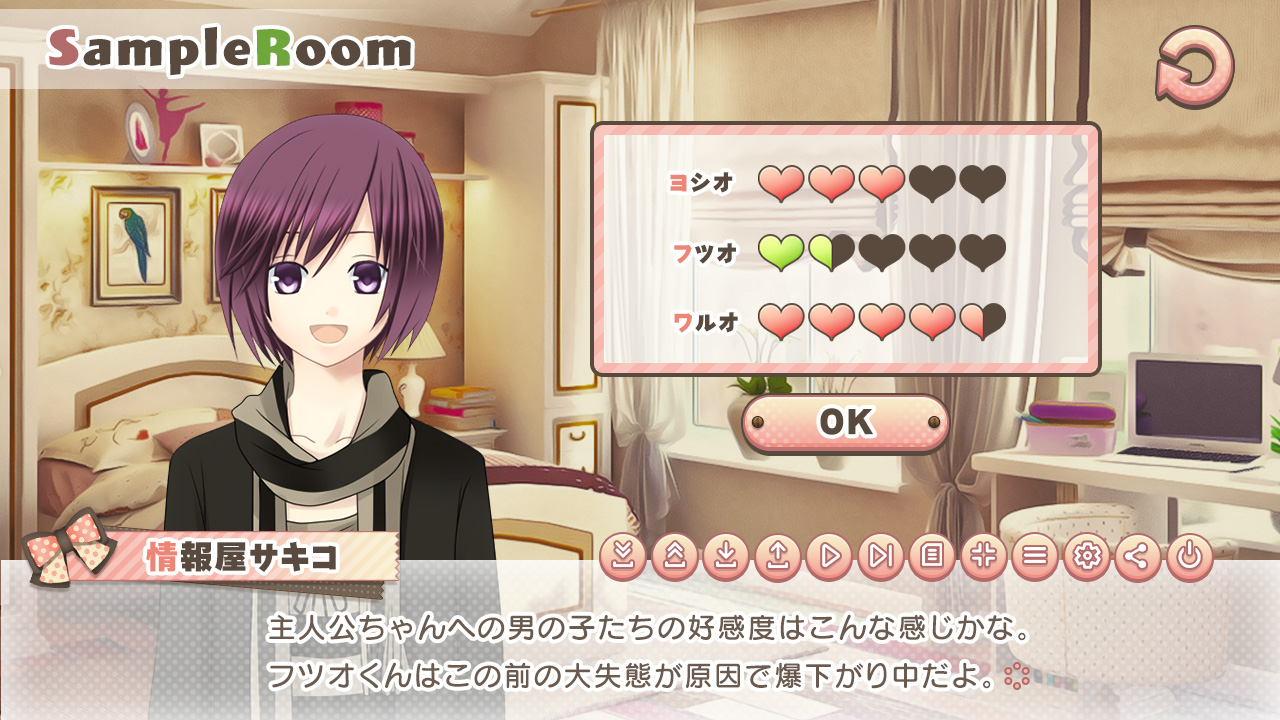 SampleRoom
ヨシオ
フツオ
ワルオ
OK
情報屋サキコ
主人公ちゃんへの男の子たちの好感度はこんな感じかな。
フツオくんはこの前の大失態が原因で爆下がり中だよ。